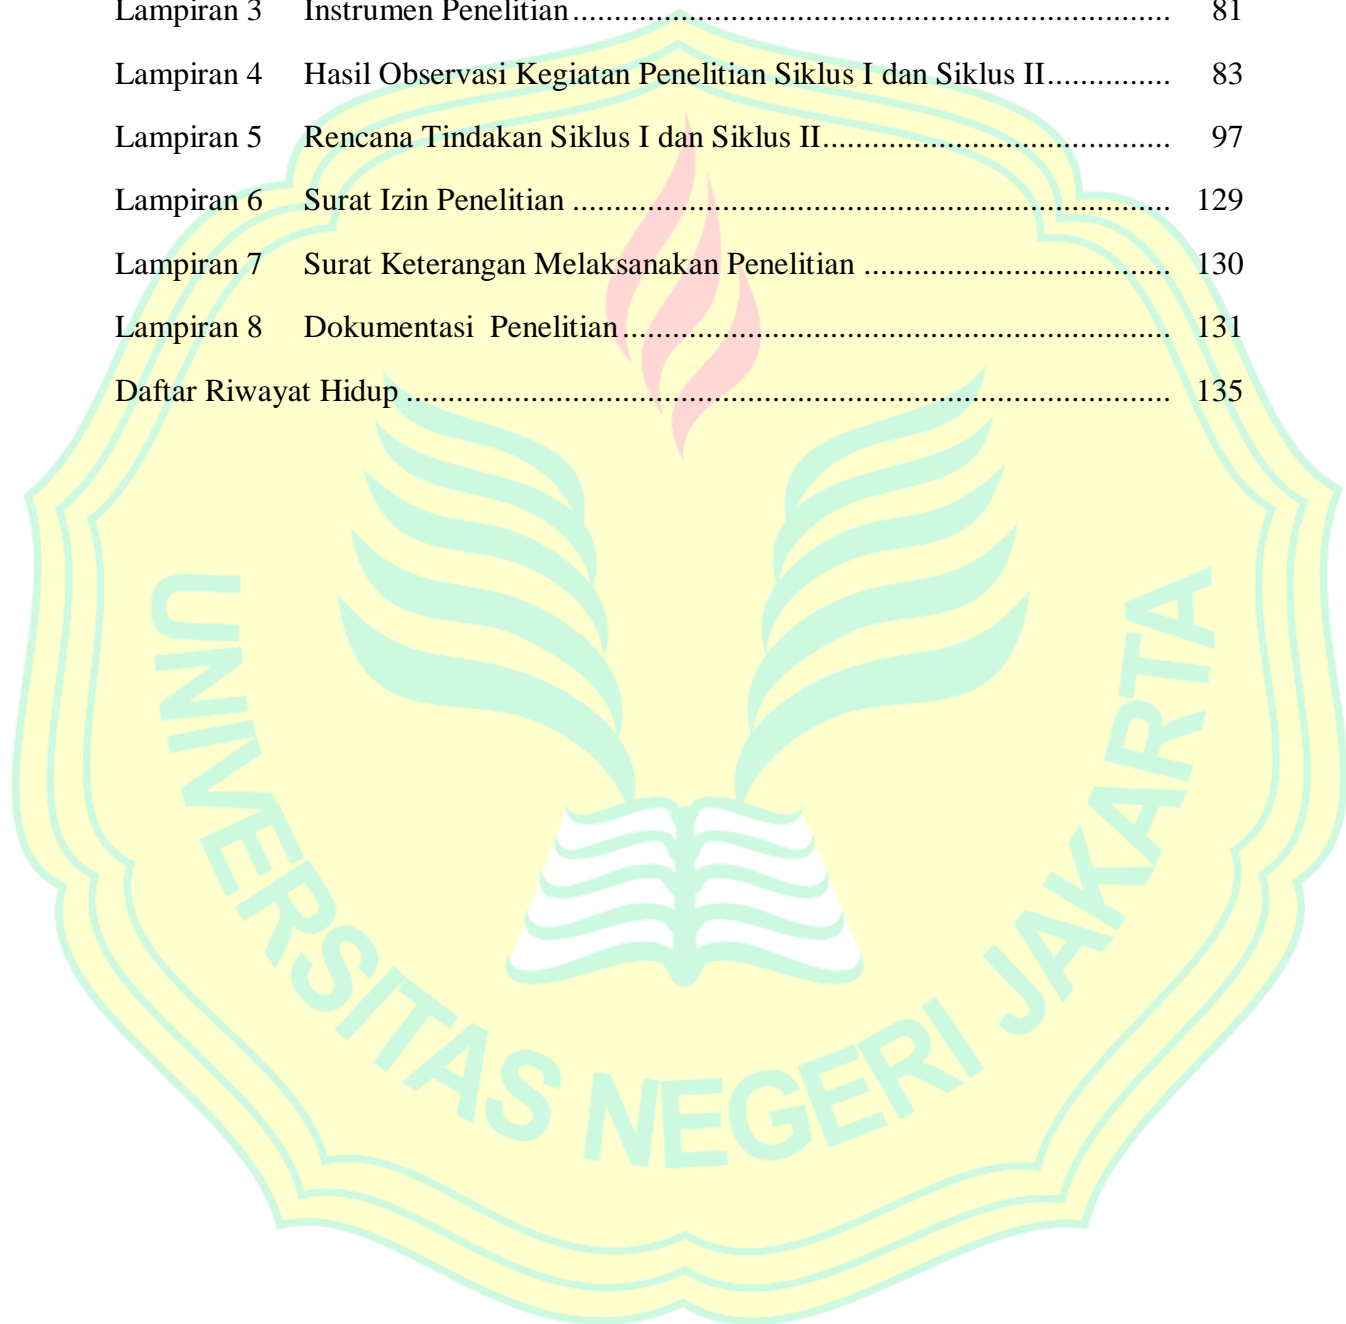 Lampiran 3 Instrumen Penelitian.......................................................................... 81
Lampiran 4 Hasil Observasi Kegiatan Penelitian Siklus I dan Siklus II............... 83
Lampiran 5 Rencana Tindakan Siklus I dan Siklus II........................................... 97
Lampiran 6 Surat Izin Penelitian .......................................................................... 129
Lampiran 7 Surat Keterangan Melaksanakan Penelitian ...................................... 130
Lampiran 8 Dokumentasi  Penelitian.................................................................... 131
Daftar Riwayat Hidup ............................................................................................... 135
UNIVERSITAS NEGERI JAKARTA